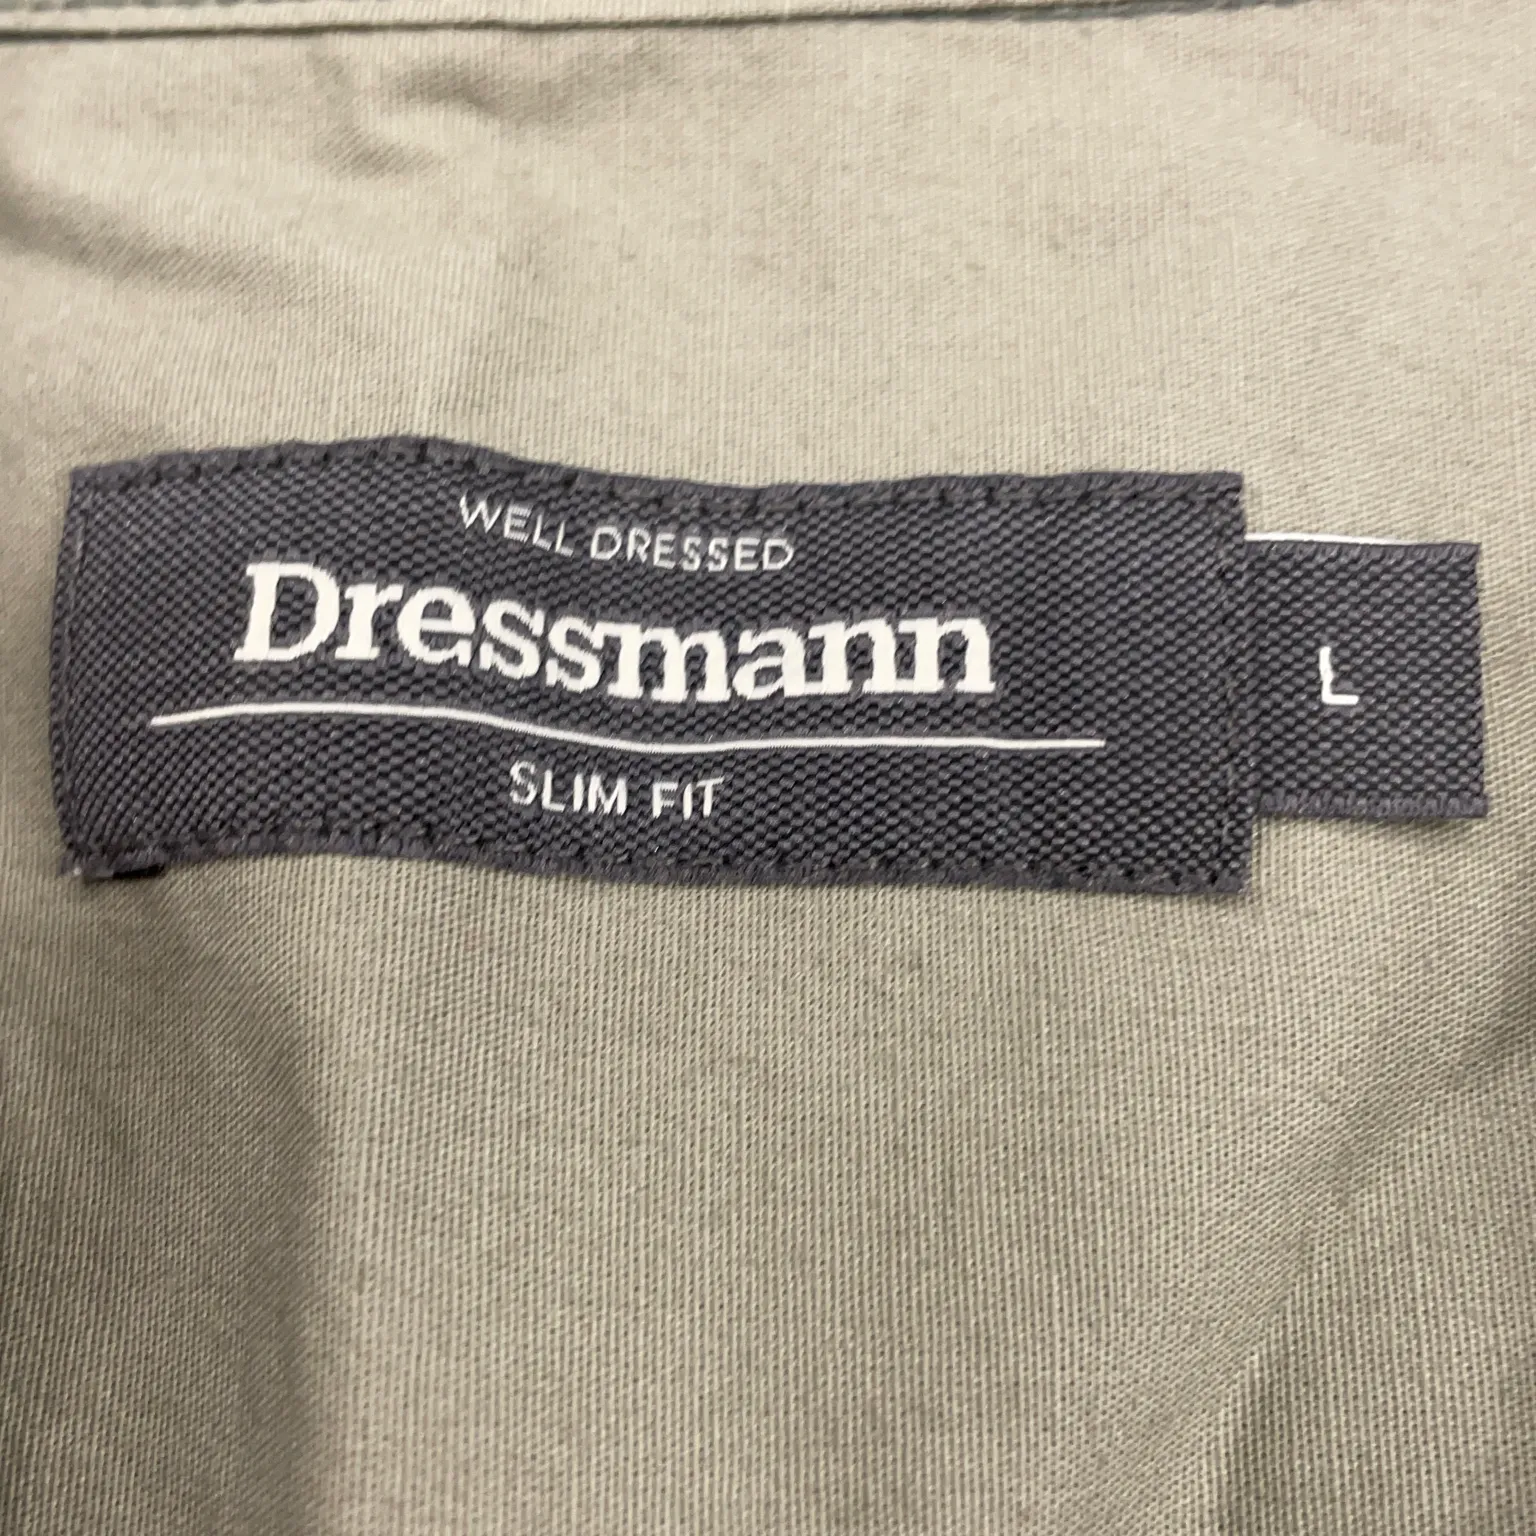 WELL DRESSED
Dressmann
SLIM FIT
L